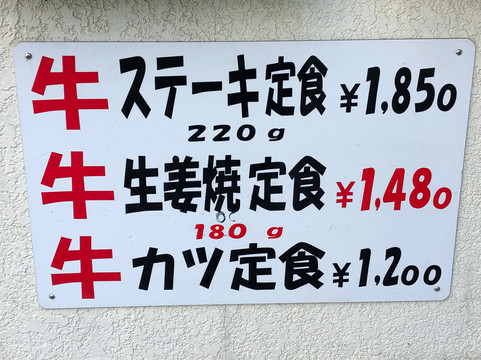 牛ステーキ定食 ¥1,850
220g
牛生姜焼定食 ¥1,480
180g
牛カツ定食 ¥1,200